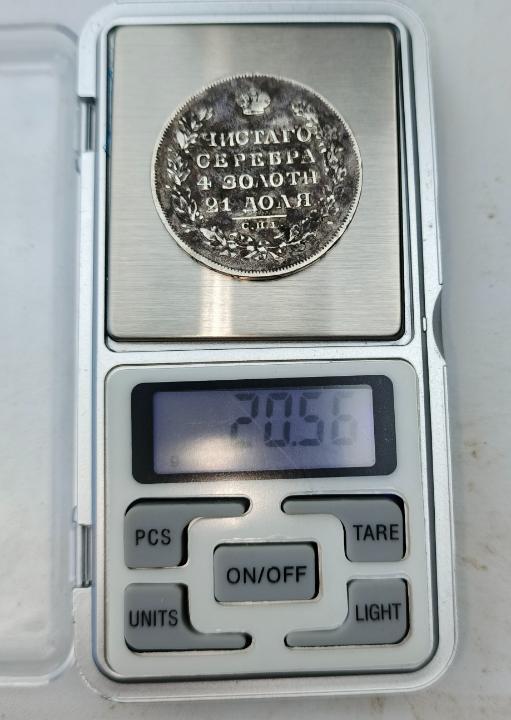 ЧИСТАГО
СЕРЕБРА
4 ЗОЛОТН
21 ДОЛЯ
С.П.Б.
20.56
g
PCS
TARE
ON/OFF
UNITS
LIGHT